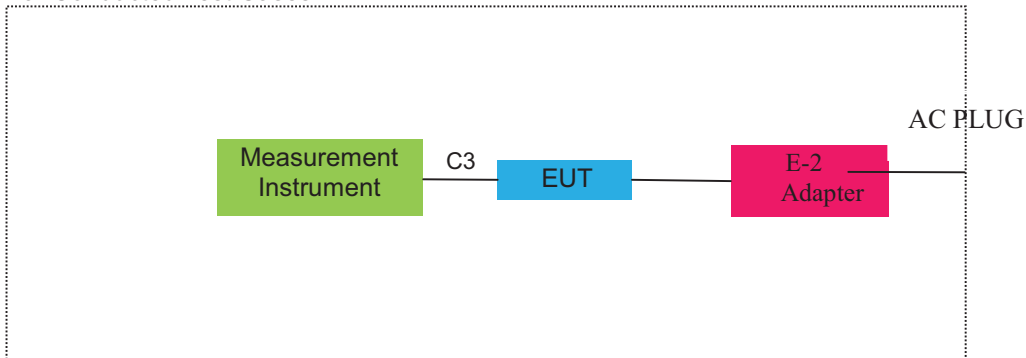 AC PLUG
Measurement
Instrument
C3
EUT
E-2
Adapter